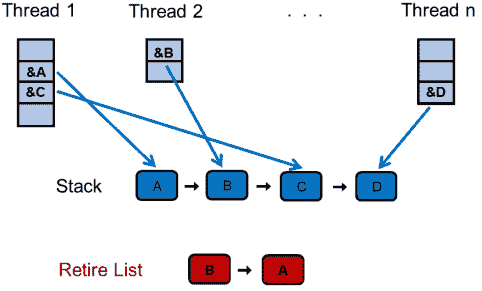 Thread 1 Thread 2 . . . Thread n
&A
&C
&B
&D
Stack A B C D
Retire List B A